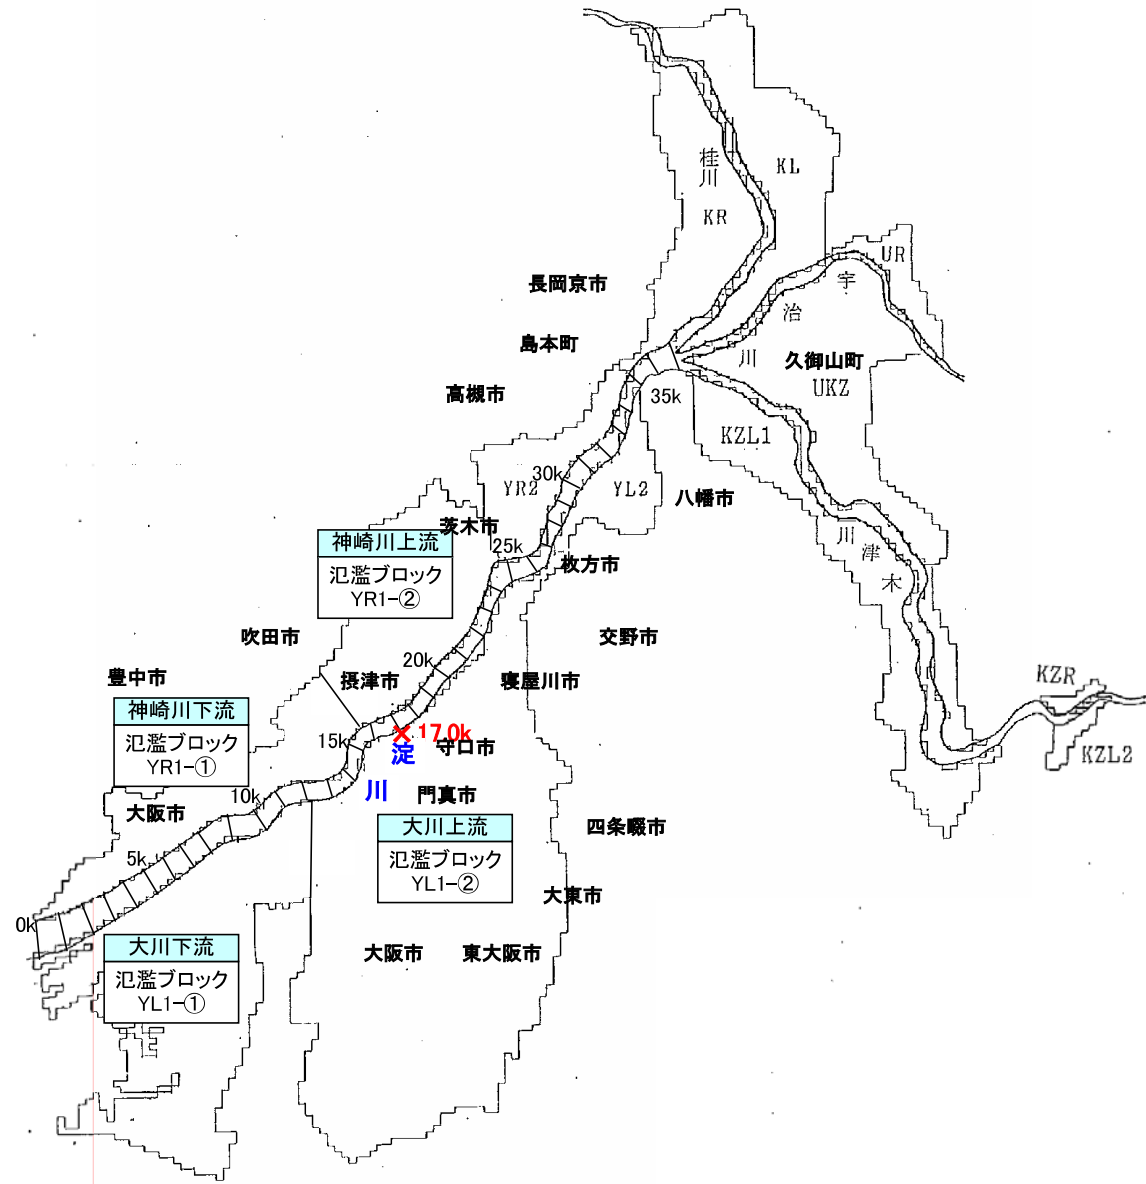 桂川
KL
KR
UR
宇
治
川
長岡京市
島本町
久御山町
UKZ
高槻市
35k
KZL1
30k
YR2
YL2
八幡市
茨木市
神崎川上流
氾濫ブロック
YR1-②
25k
枚方市
川
津
木
吹田市
交野市
20k
豊中市
摂津市
寝屋川市
KZR
神崎川下流
氾濫ブロック
YR1-①
15k
17.0k
守口市
淀
川
KZL2
10k
門真市
大阪市
大川上流
氾濫ブロック
YL1-②
四条畷市
5k
大東市
0k
大川下流
氾濫ブロック
YL1-①
大阪市
東大阪市